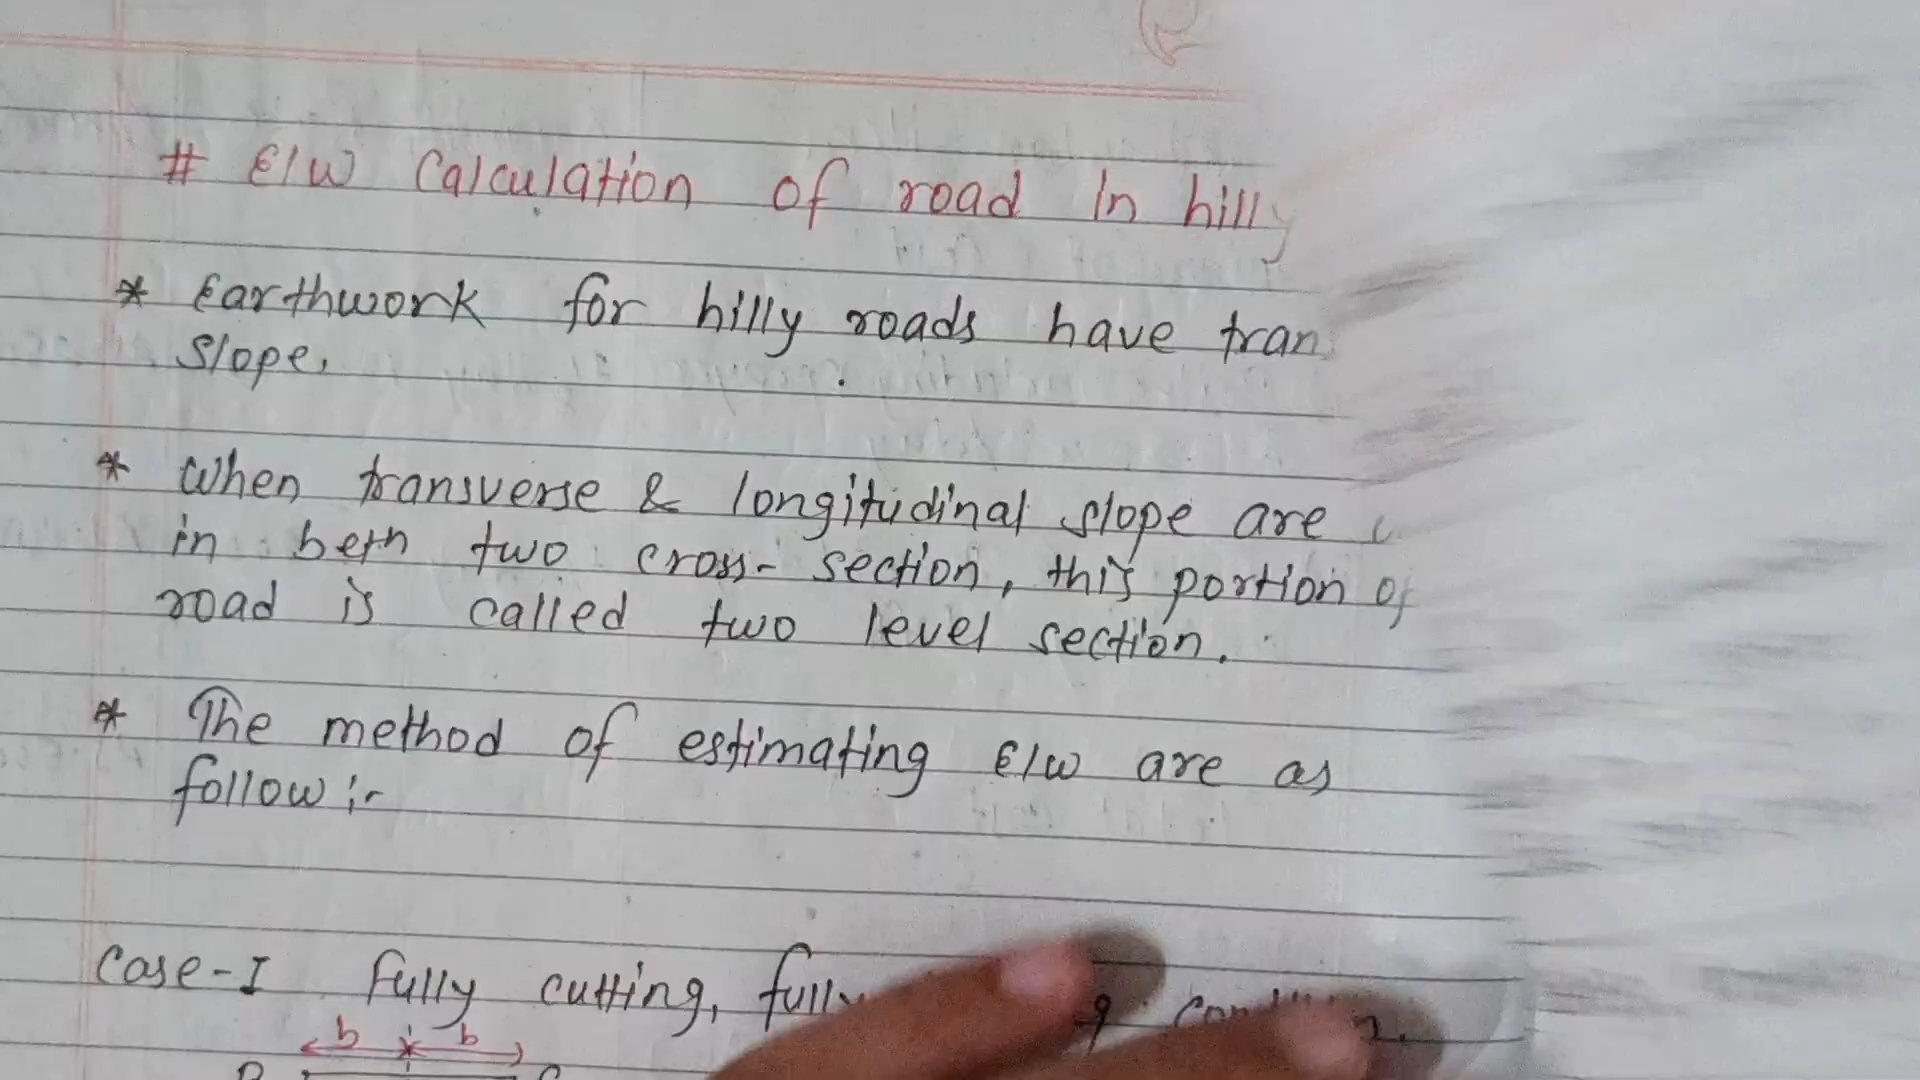 # E/W Calculation of road in hilly
* Earthwork for hilly roads have tran
slope.
* When transverse & longitudinal slope are
in beth two cross-section, this portion of
road is called two level section.
* The method of estimating E/W are as
follow :-
Case-I Fully cutting, fully
b b